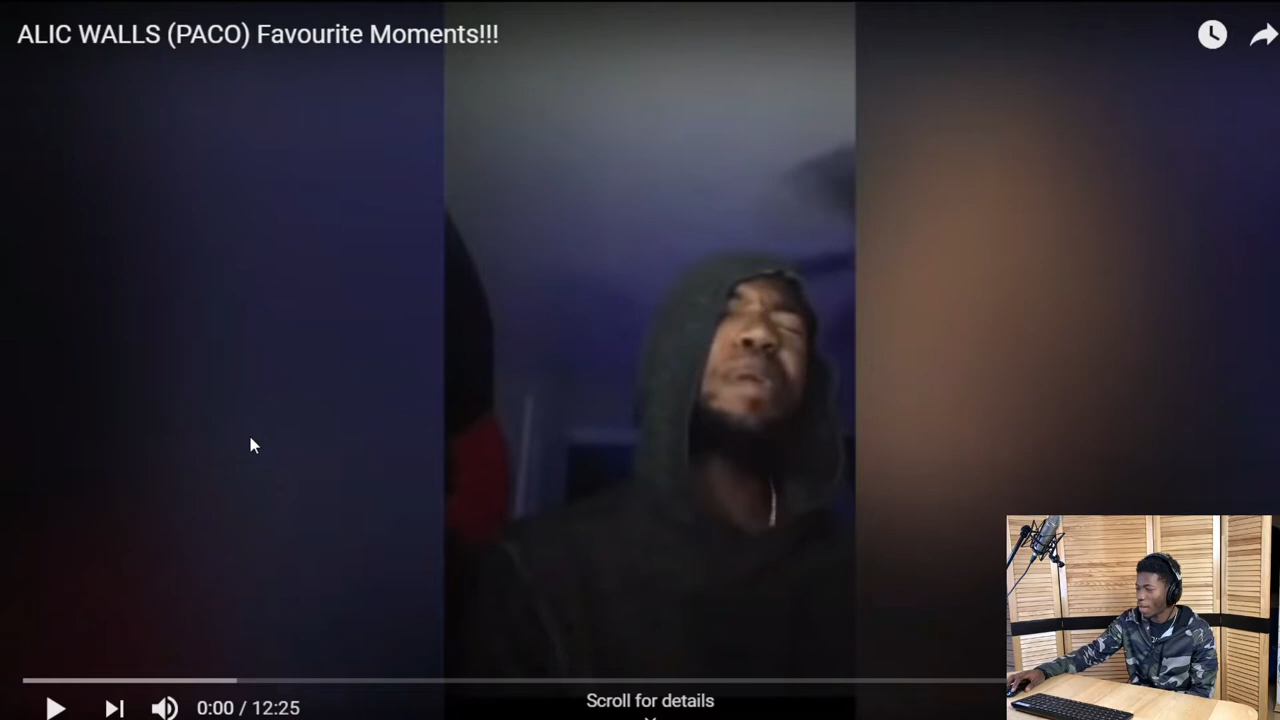 ALIC WALLS (PACO) Favourite Moments!!!
0:00 / 12:25
Scroll for details